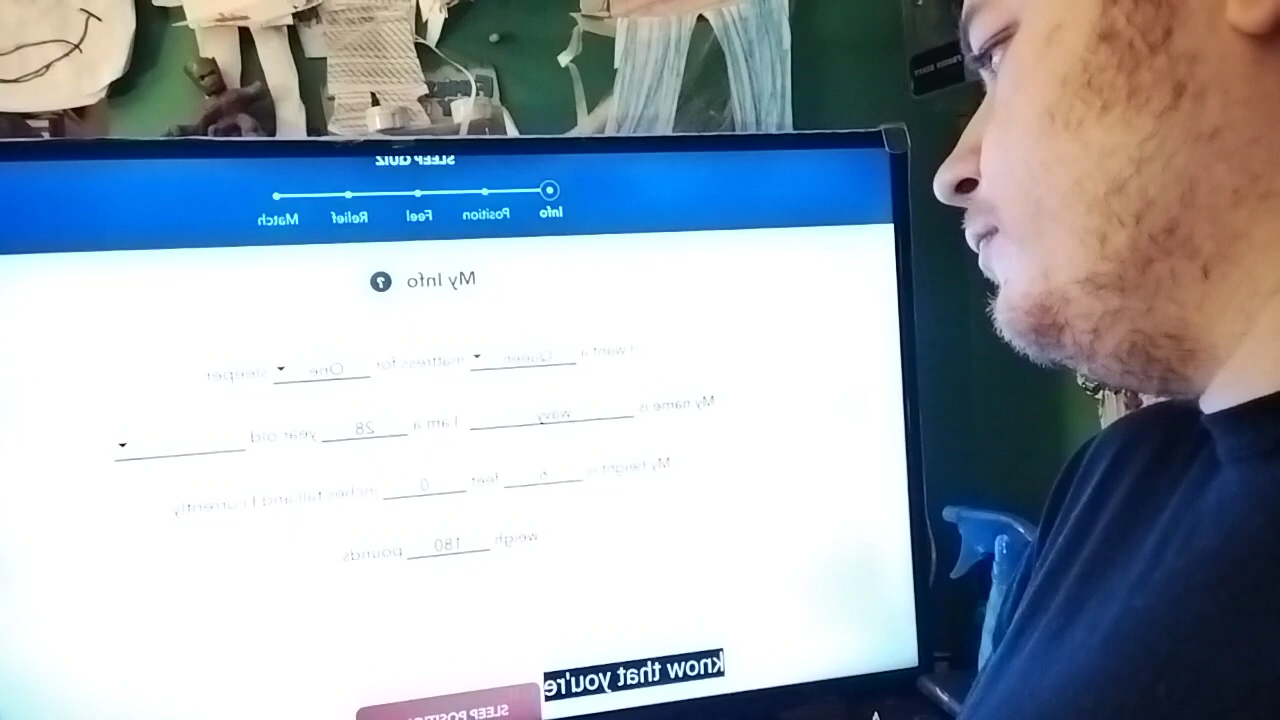 SLEEP QUIZ
Info Position Feel Relief Match
My Info ?
I want a Queen mattress for One sleeper
My name is wavy I am a 28 year old
My height is 6 feet 0 inches tall and I currently
weigh 180 pounds
know that you're
SLEEP POSITION